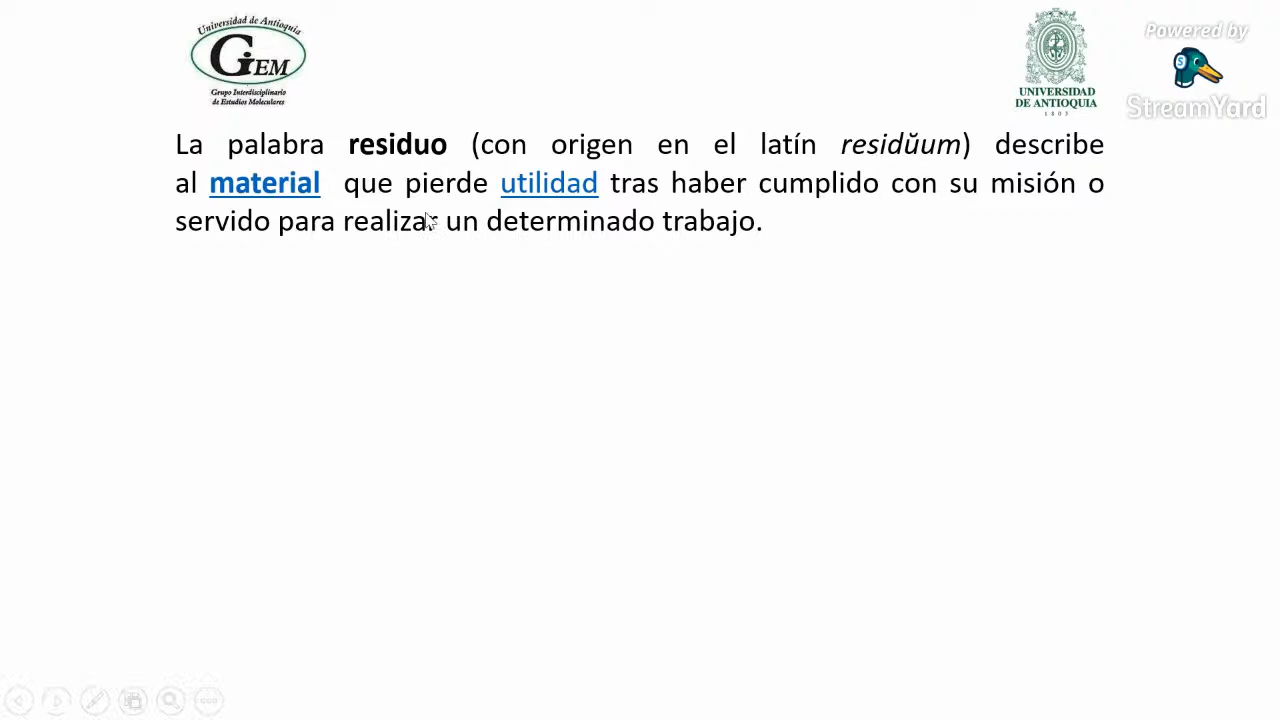 Universidad de Antioquia
GIEM
Grupo Interdisciplinario
de Estudios Moleculares
UNIVERSIDAD
DE ANTIOQUIA
1803
Powered by
S
StreamYard
La palabra residuo (con origen en el latín residŭum) describe
al material que pierde utilidad tras haber cumplido con su misión o
servido para realizar un determinado trabajo.